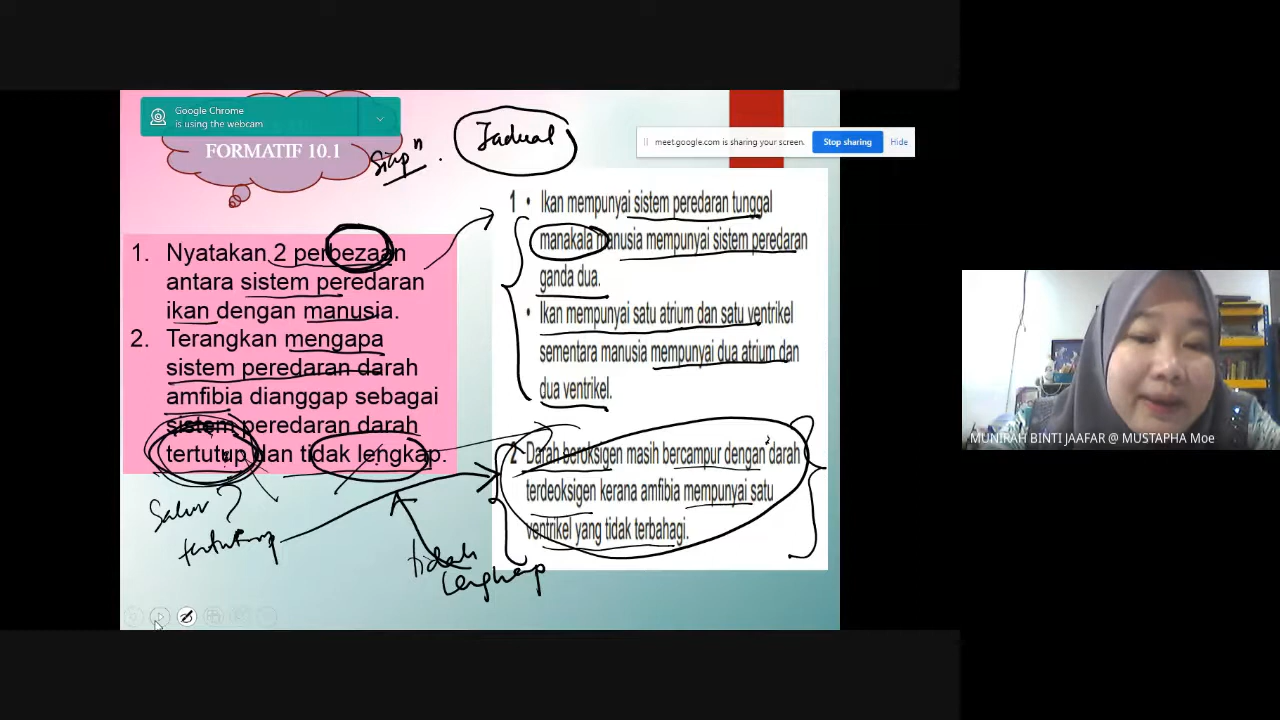 Google Chrome
is using the webcam
FORMATIF 10.1
Siapⁿ.
Jadual
meet.google.com is sharing your screen.
Stop sharing
Hide
1. Nyatakan 2 perbezaan
antara sistem peredaran
ikan dengan manusia.
2. Terangkan mengapa
sistem peredaran darah
amfibia dianggap sebagai
sistem peredaran darah
tertutup dan tidak lengkap.
1 • Ikan mempunyai sistem peredaran tunggal
manakala manusia mempunyai sistem peredaran
ganda dua.
• Ikan mempunyai satu atrium dan satu ventrikel
sementara manusia mempunyai dua atrium dan
dua ventrikel.
2 Darah beroksigen masih bercampur dengan darah
terdeoksigen kerana amfibia mempunyai satu
ventrikel yang tidak terbahagi.
Salur?
tertutup
tidak
lengkap
MUNIRAH BINTI JAAFAR @ MUSTAPHA Moe